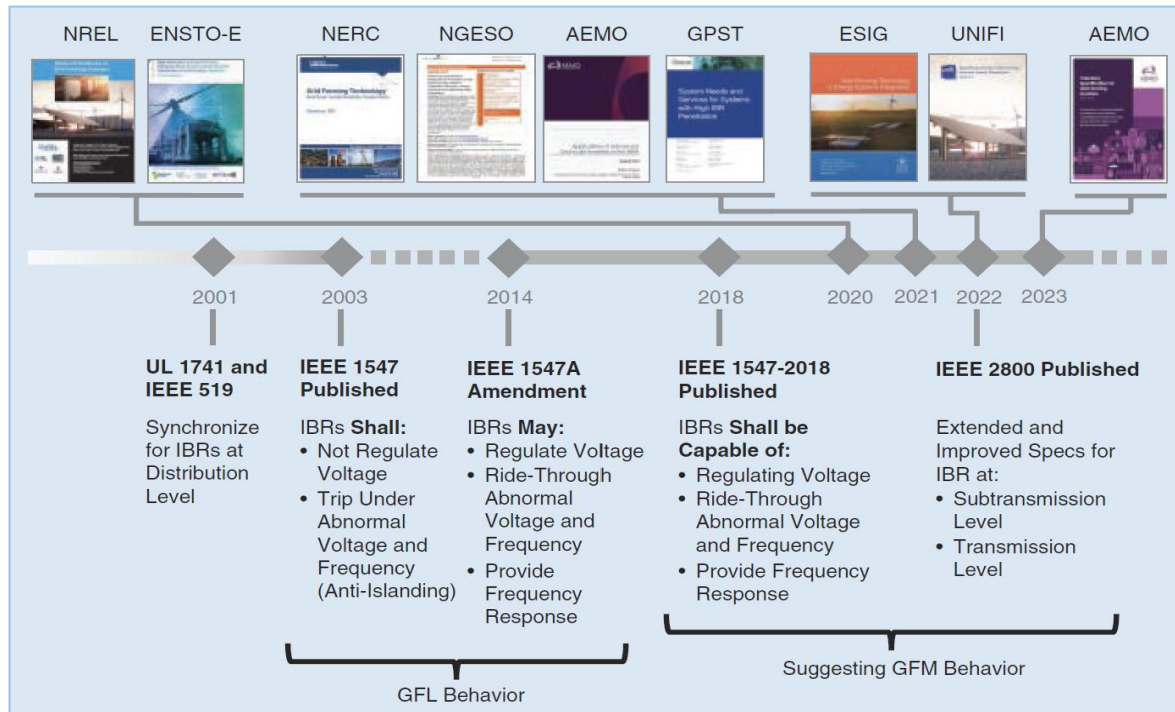 NREL
ENSTO-E
NERC
NGESO
AEMO
GPST
ESIG
UNIFI
AEMO
Grid Forming Technology
System Needs and
Services for Systems
with High IBR
Penetration
Grid Forming Technology
2001
2003
2014
2018
2020
2021
2022
2023
UL 1741 and
IEEE 519
Synchronize
for IBRs at
Distribution
Level
IEEE 1547
Published
IBRs Shall:
• Not Regulate
Voltage
• Trip Under
Abnormal
Voltage and
Frequency
(Anti-Islanding)
IEEE 1547A
Amendment
IBRs May:
• Regulate Voltage
• Ride-Through
Abnormal
Voltage and
Frequency
• Provide
Frequency
Response
IEEE 1547-2018
Published
IBRs Shall be
Capable of:
• Regulating Voltage
• Ride-Through
Abnormal Voltage
and Frequency
• Provide Frequency
Response
IEEE 2800 Published
Extended and
Improved Specs for
IBR at:
• Subtransmission
Level
• Transmission
Level
GFL Behavior
Suggesting GFM Behavior